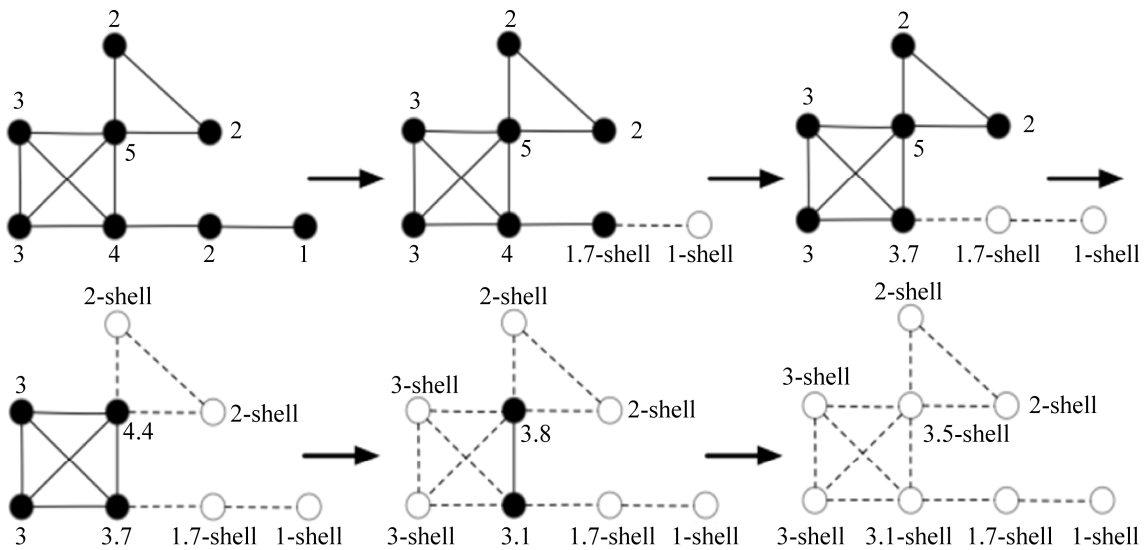 2 2 2
3 3 3
2 2 2
5 5 5
3 4 2 1 3 4 1.7-shell 1-shell 3 3.7 1.7-shell 1-shell
2-shell 2-shell 2-shell
3 3-shell 3-shell
2-shell 2-shell 2-shell
4.4 3.8 3.5-shell
3 3.7 1.7-shell 1-shell 3-shell 3.1 1.7-shell 1-shell 3-shell 3.1-shell 1.7-shell 1-shell